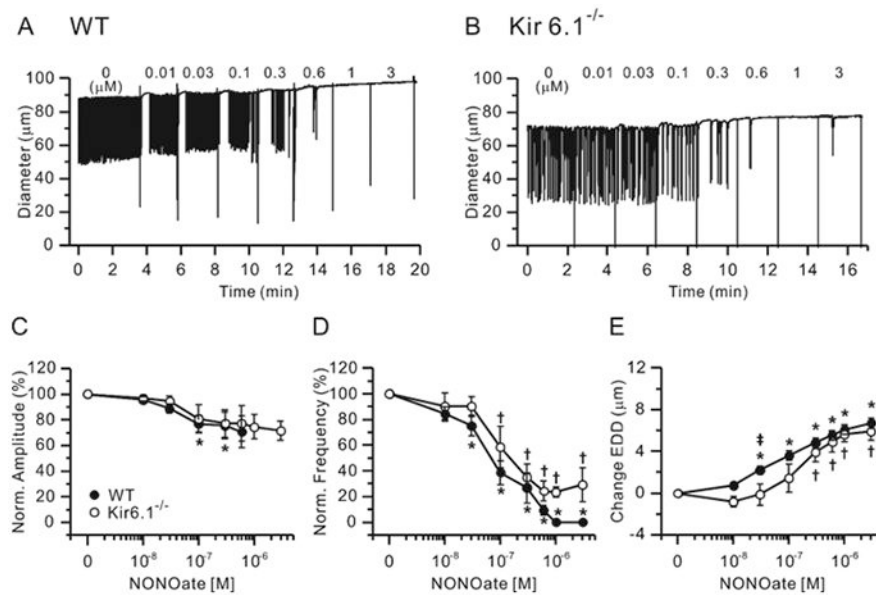 A WT
0 0.01 0.03 0.1 0.3 0.6 1 3
(μM)
100
80
60
40
20
0
Diameter (μm)
0 2 4 6 8 10 12 14 16 18 20
Time (min)
B Kir 6.1-/-
0 0.01 0.03 0.1 0.3 0.6 1 3
(μM)
100
80
60
40
20
0
Diameter (μm)
0 2 4 6 8 10 12 14 16
Time (min)
C
120
100
80
60
40
20
0
Norm. Amplitude (%)
* *
WT
Kir6.1-/-
0 10-8 10-7 10-6
NONOate [M]
D
120
100
80
60
40
20
0
Norm. Frequency (%)
† † † † †
* * * * * *
0 10-8 10-7 10-6
NONOate [M]
E
12
8
4
0
-4
Change EDD (μm)
‡
* * * * * *
† † † †
0 10-8 10-7 10-6
NONOate [M]